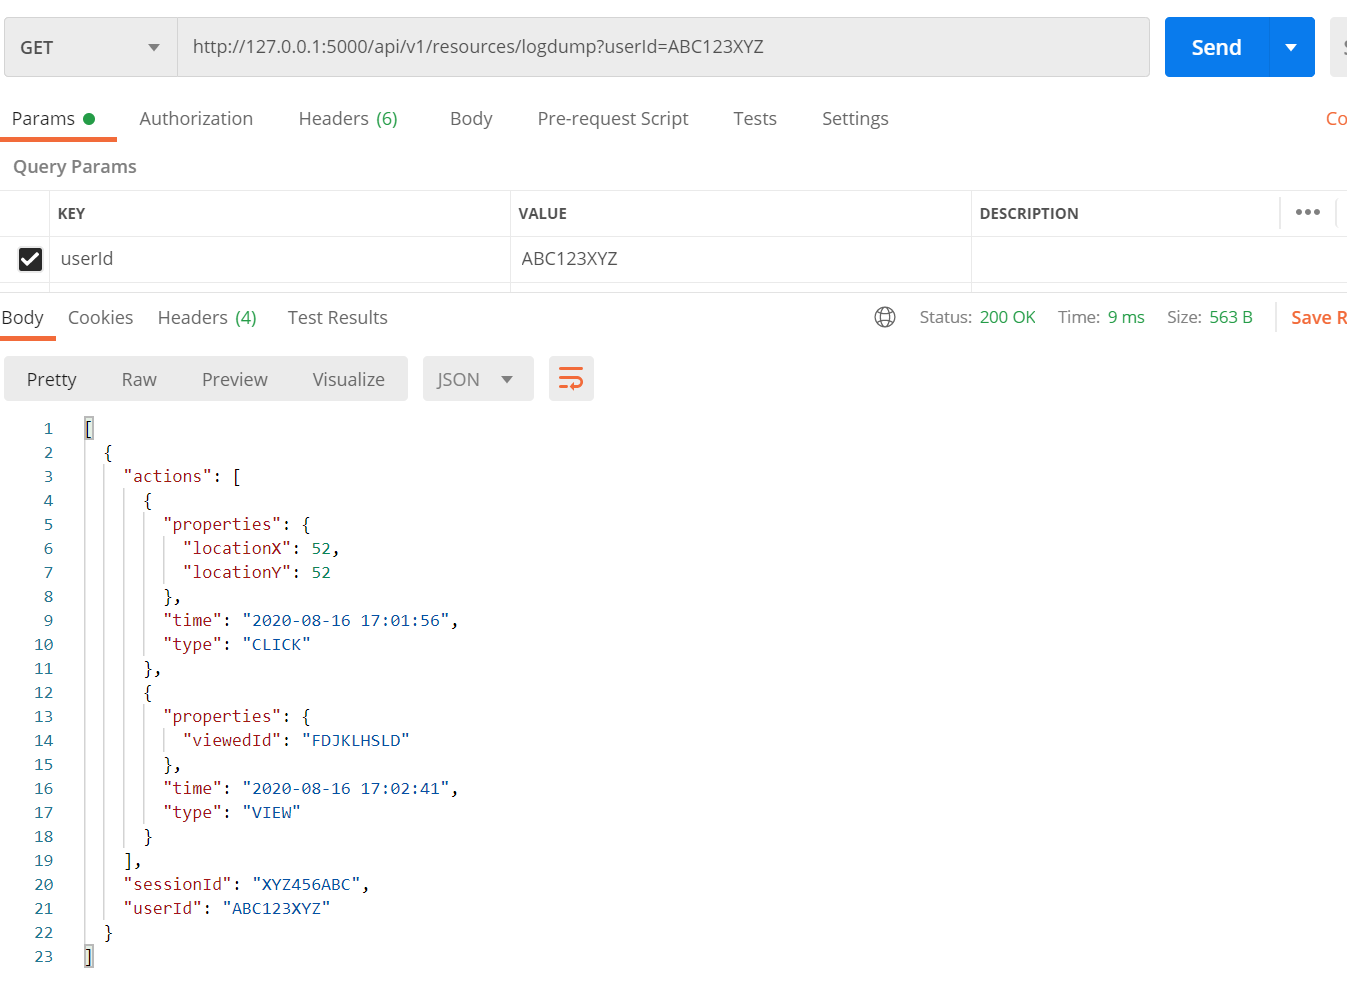 GET http://127.0.0.1:5000/api/v1/resources/logdump?userId=ABC123XYZ Send
Params Authorization Headers (6) Body Pre-request Script Tests Settings Co
Query Params
KEY VALUE DESCRIPTION •••
userId ABC123XYZ
Body Cookies Headers (4) Test Results Status: 200 OK Time: 9 ms Size: 563 B Save R
Pretty Raw Preview Visualize JSON
1 [
2 {
3 "actions": [
4 {
5 "properties": {
6 "locationX": 52,
7 "locationY": 52
8 },
9 "time": "2020-08-16 17:01:56",
10 "type": "CLICK"
11 },
12 {
13 "properties": {
14 "viewedId": "FDJKLHSLD"
15 },
16 "time": "2020-08-16 17:02:41",
17 "type": "VIEW"
18 }
19 ],
20 "sessionId": "XYZ456ABC",
21 "userId": "ABC123XYZ"
22 }
23 ]